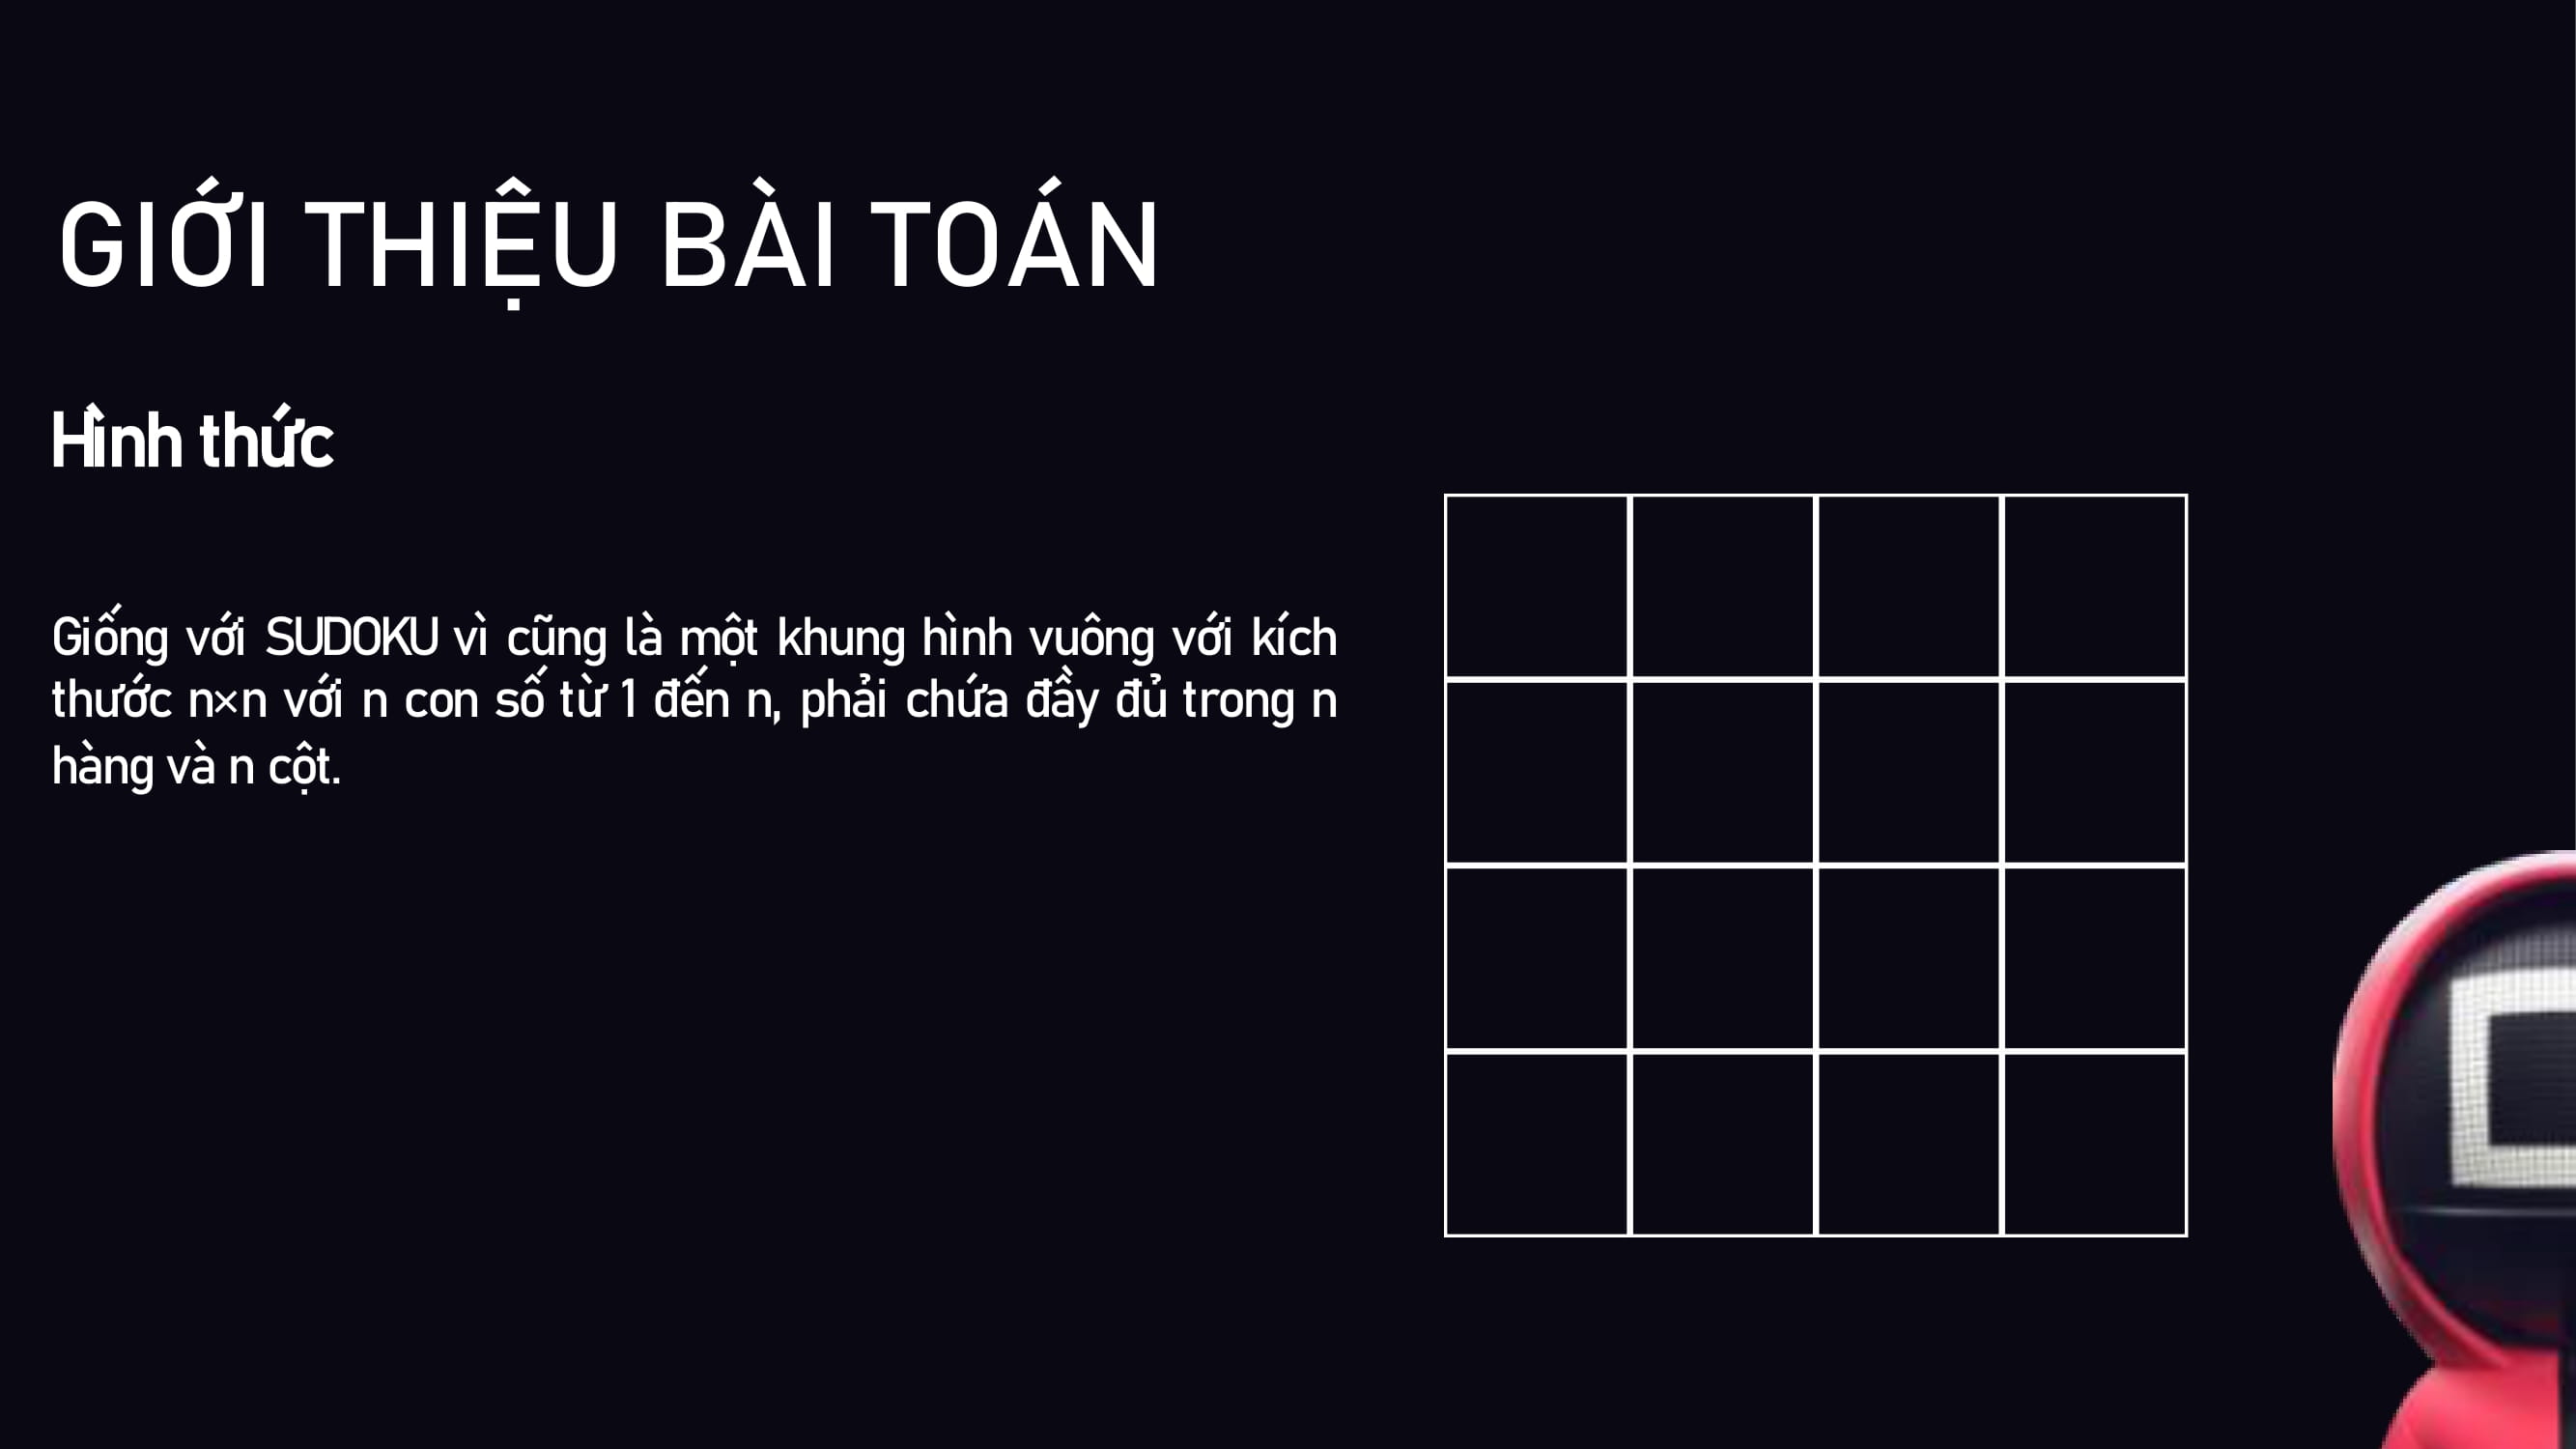 GIỚI THIỆU BÀI TOÁN
Hình thức
Giống với SUDOKU vì cũng là một khung hình vuông với kích
thước n×n với n con số từ 1 đến n, phải chứa đầy đủ trong n
hàng và n cột.